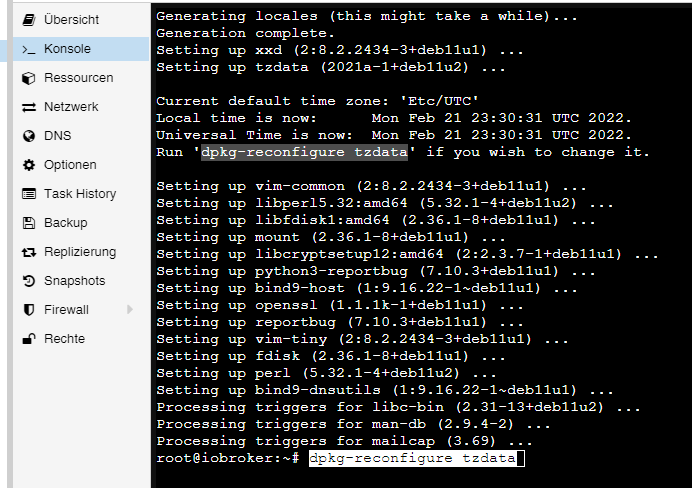 Übersicht
Konsole
Ressourcen
Netzwerk
DNS
Optionen
Task History
Backup
Replizierung
Snapshots
Firewall
Rechte
Generating locales (this might take a while)...
Generation complete.
Setting up xxd (2:8.2.2434-3+deb11u1) ...
Setting up tzdata (2021a-1+deb11u2) ...
Current default time zone: 'Etc/UTC'
Local time is now:      Mon Feb 21 23:30:31 UTC 2022.
Universal Time is now:  Mon Feb 21 23:30:31 UTC 2022.
Run 'dpkg-reconfigure tzdata' if you wish to change it.
Setting up vim-common (2:8.2.2434-3+deb11u1) ...
Setting up libperl5.32:amd64 (5.32.1-4+deb11u2) ...
Setting up libfdisk1:amd64 (2.36.1-8+deb11u1) ...
Setting up mount (2.36.1-8+deb11u1) ...
Setting up libcryptsetup12:amd64 (2:2.3.7-1+deb11u1) ...
Setting up python3-reportbug (7.10.3+deb11u1) ...
Setting up bind9-host (1:9.16.22-1~deb11u1) ...
Setting up openssl (1.1.1k-1+deb11u1) ...
Setting up reportbug (7.10.3+deb11u1) ...
Setting up vim-tiny (2:8.2.2434-3+deb11u1) ...
Setting up fdisk (2.36.1-8+deb11u1) ...
Setting up perl (5.32.1-4+deb11u2) ...
Setting up bind9-dnsutils (1:9.16.22-1~deb11u1) ...
Processing triggers for libc-bin (2.31-13+deb11u2) ...
Processing triggers for man-db (2.9.4-2) ...
Processing triggers for mailcap (3.69) ...
root@iobroker:~# dpkg-reconfigure tzdata